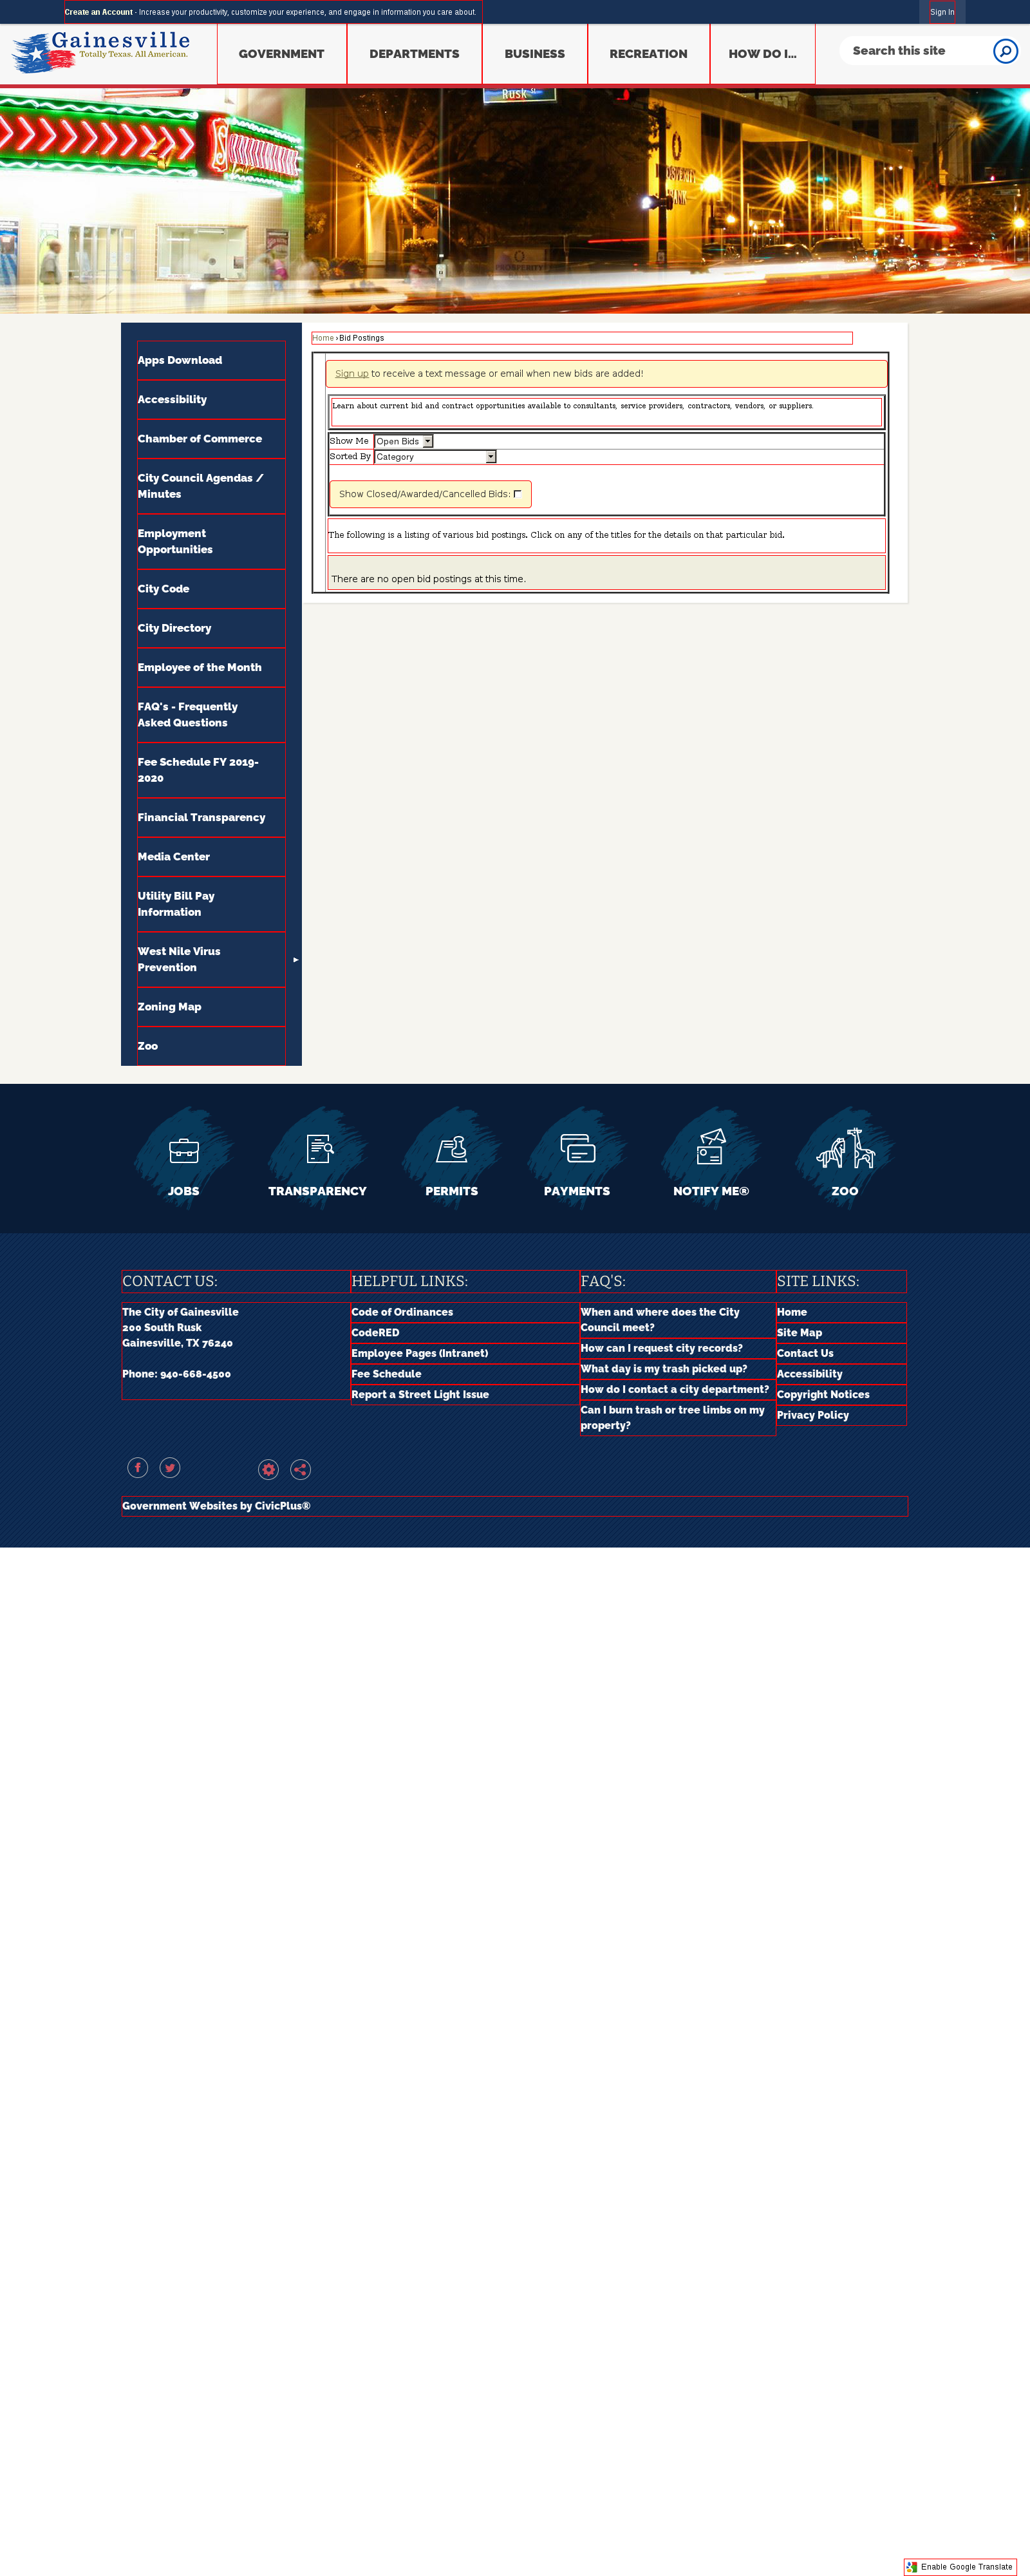 Create an Account - Increase your productivity, customize your experience, and engage in information you care about.
Sign In
Gainesville
Totally Texas. All American.
GOVERNMENT
DEPARTMENTS
BUSINESS
RECREATION
HOW DO I...
Search this site
Rusk St
PROSPERITY
BANK
PROSPERITY
Apps Download
Accessibility
Chamber of Commerce
City Council Agendas /
Minutes
Employment
Opportunities
City Code
City Directory
Employee of the Month
FAQ's - Frequently
Asked Questions
Fee Schedule FY 2019-
2020
Financial Transparency
Media Center
Utility Bill Pay
Information
West Nile Virus
Prevention
Zoning Map
Zoo
Home › Bid Postings
Sign up to receive a text message or email when new bids are added!
Learn about current bid and contract opportunities available to consultants, service providers, contractors, vendors, or suppliers.
Show Me Open Bids
Sorted By Category
Show Closed/Awarded/Cancelled Bids:
The following is a listing of various bid postings. Click on any of the titles for the details on that particular bid.
There are no open bid postings at this time.
JOBS
TRANSPARENCY
PERMITS
PAYMENTS
NOTIFY ME®
ZOO
CONTACT US:
The City of Gainesville
200 South Rusk
Gainesville, TX 76240
Phone: 940-668-4500
HELPFUL LINKS:
Code of Ordinances
CodeRED
Employee Pages (Intranet)
Fee Schedule
Report a Street Light Issue
FAQ'S:
When and where does the City
Council meet?
How can I request city records?
What day is my trash picked up?
How do I contact a city department?
Can I burn trash or tree limbs on my
property?
SITE LINKS:
Home
Site Map
Contact Us
Accessibility
Copyright Notices
Privacy Policy
Government Websites by CivicPlus®
Enable Google Translate